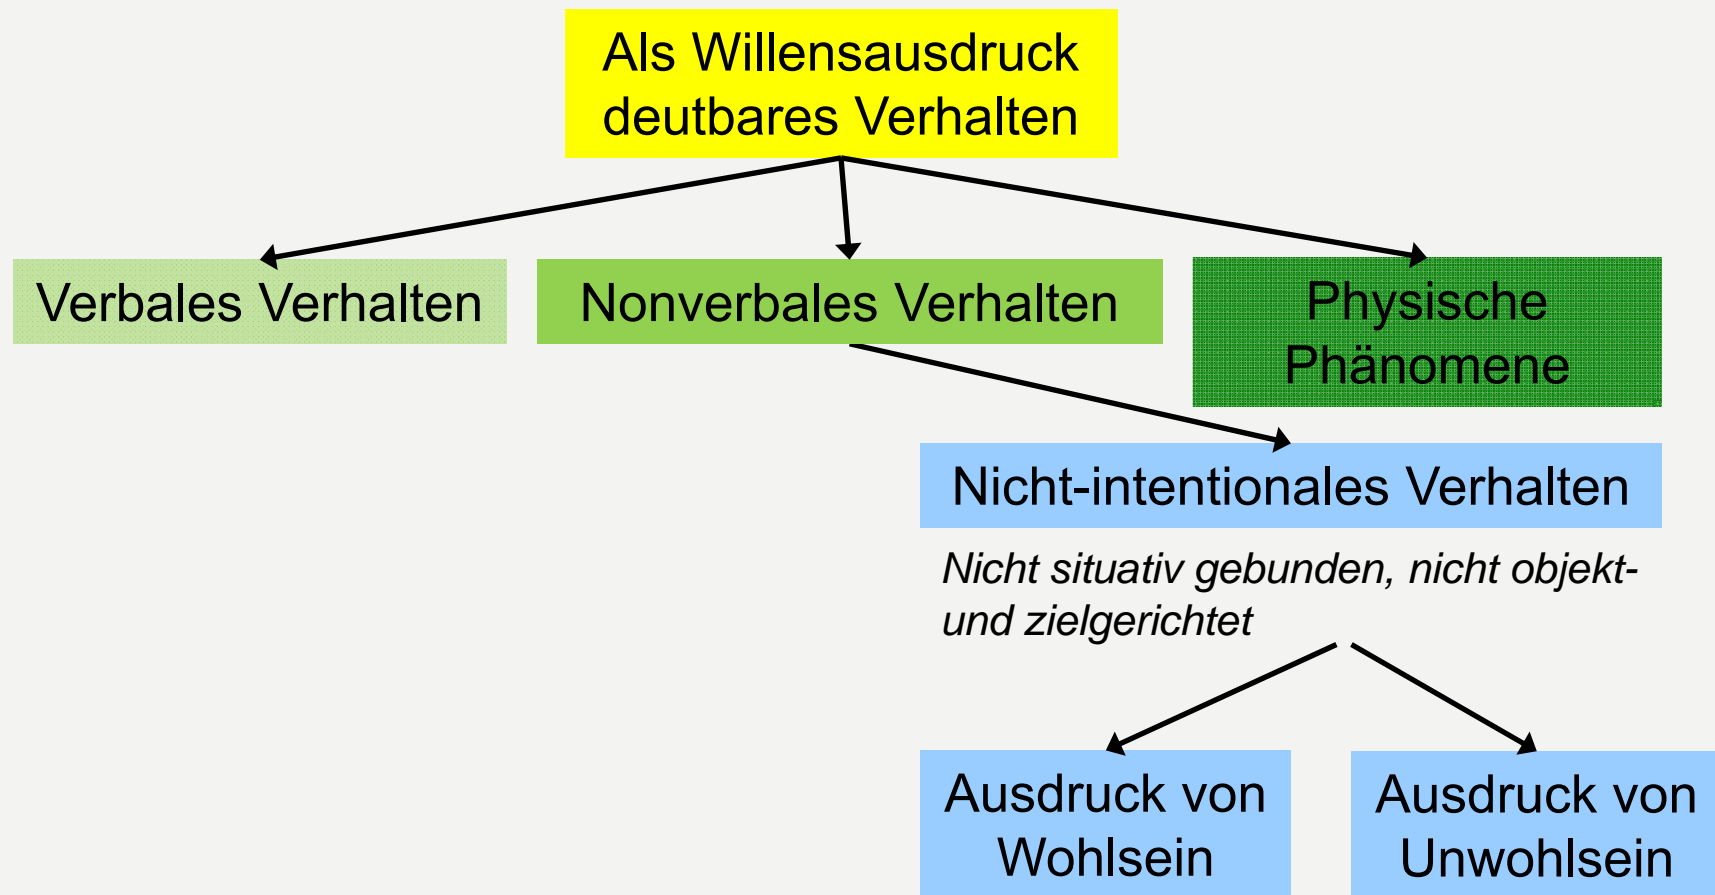 Als Willensausdruck
deutbares Verhalten
Verbales Verhalten
Nonverbales Verhalten
Physische
Phänomene
Nicht-intentionales Verhalten
Nicht situativ gebunden, nicht objekt-
und zielgerichtet
Ausdruck von
Wohlsein
Ausdruck von
Unwohlsein